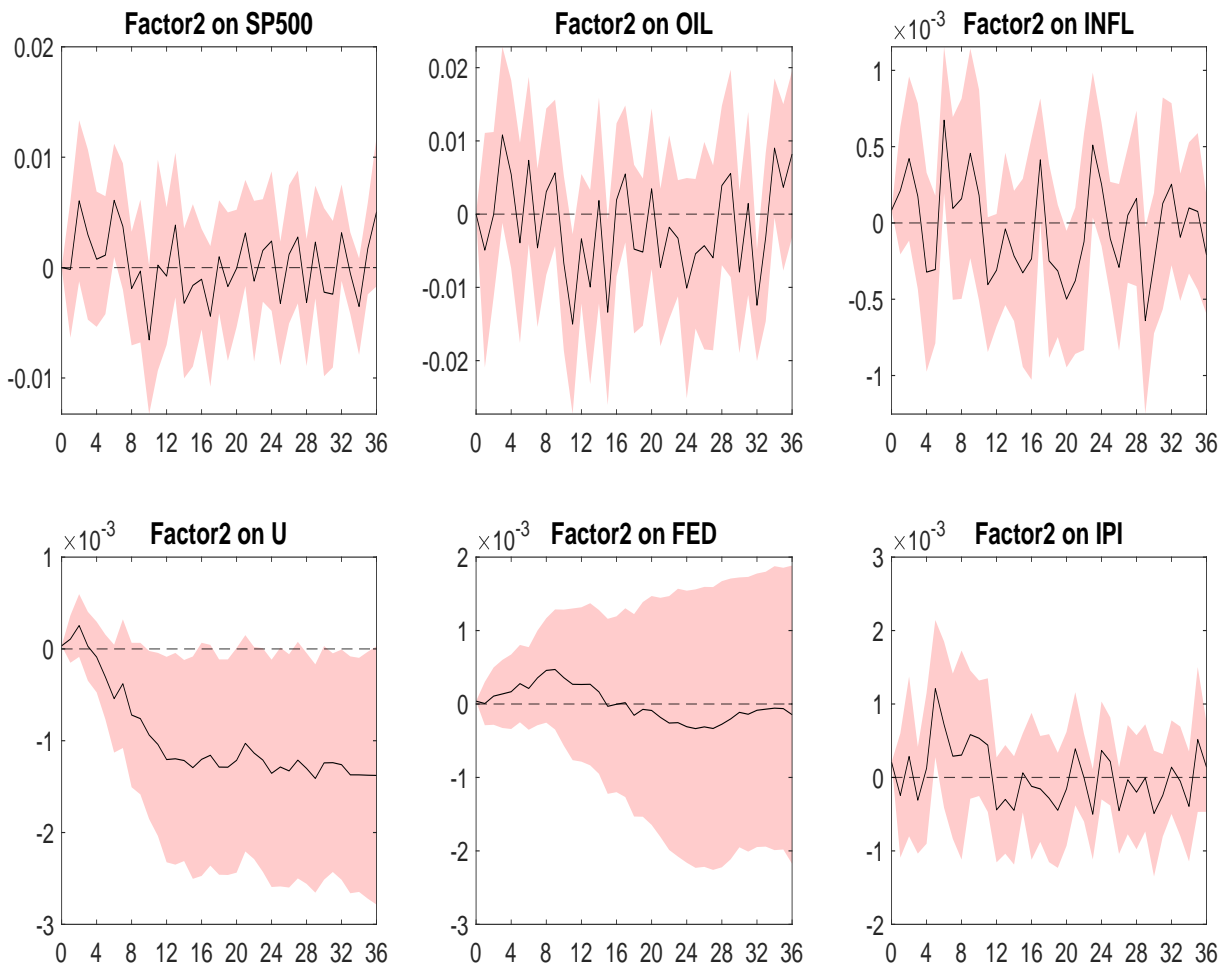 Factor2 on SP500
0.02
0.01
0
-0.01
0 4 8 12 16 20 24 28 32 36
Factor2 on OIL
0.02
0.01
0
-0.01
-0.02
0 4 8 12 16 20 24 28 32 36
×10-3
Factor2 on INFL
1
0.5
0
-0.5
-1
0 4 8 12 16 20 24 28 32 36
×10-3
Factor2 on U
1
0
-1
-2
-3
0 4 8 12 16 20 24 28 32 36
×10-3
Factor2 on FED
2
1
0
-1
-2
-3
0 4 8 12 16 20 24 28 32 36
×10-3
Factor2 on IPI
3
2
1
0
-1
-2
0 4 8 12 16 20 24 28 32 36